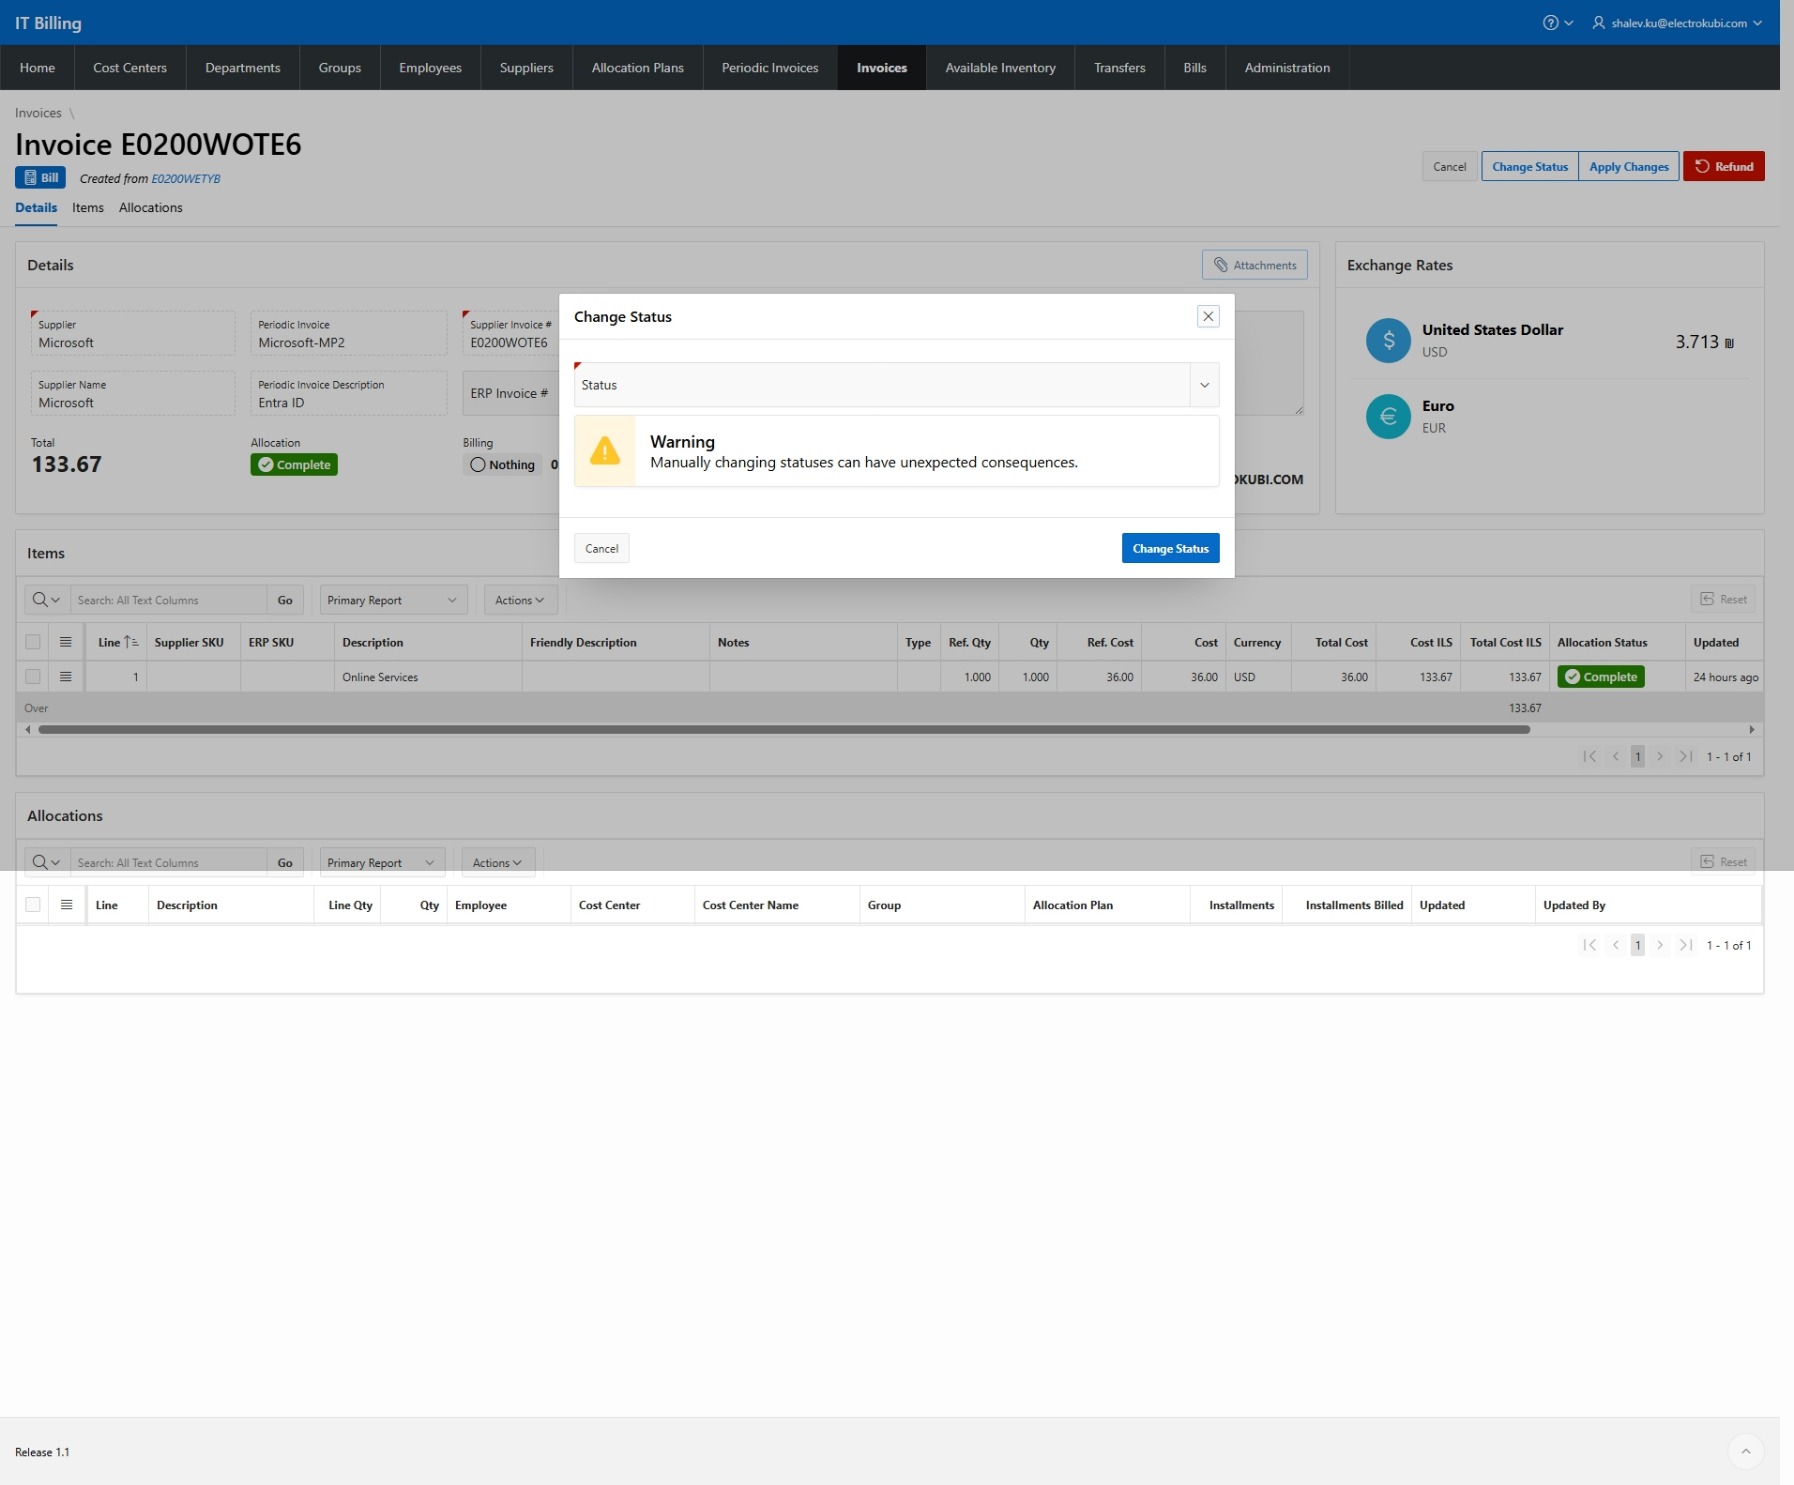 IT Billing
shalev.ku@electrokubi.com
Home Cost Centers Departments Groups Employees Suppliers Allocation Plans Periodic Invoices Invoices Available Inventory Transfers Bills Administration
Invoices \
Invoice E0200WOTE6
Bill Created from E0200WETYB
Cancel Change Status Apply Changes Refund
Details Items Allocations
Details
Attachments
Exchange Rates
Supplier
Microsoft
Periodic Invoice
Microsoft-MP2
Supplier Invoice #
E0200WOTE6
Supplier Name
Microsoft
Periodic Invoice Description
Entra ID
ERP Invoice #
Total
133.67
Allocation
Complete
Billing
Nothing 0
OKUBI.COM
$ United States Dollar
USD
3.713 ₪
€ Euro
EUR
Change Status
Status
Warning
Manually changing statuses can have unexpected consequences.
Cancel Change Status
Items
Search: All Text Columns Go Primary Report Actions Reset
Line Supplier SKU ERP SKU Description Friendly Description Notes Type Ref. Qty Qty Ref. Cost Cost Currency Total Cost Cost ILS Total Cost ILS Allocation Status Updated
1 Online Services 1.000 1.000 36.00 36.00 USD 36.00 133.67 133.67 Complete 24 hours ago
Over 133.67
1 1 - 1 of 1
Allocations
Search: All Text Columns Go Primary Report Actions Reset
Line Description Line Qty Qty Employee Cost Center Cost Center Name Group Allocation Plan Installments Installments Billed Updated Updated By
1 1 - 1 of 1
Release 1.1